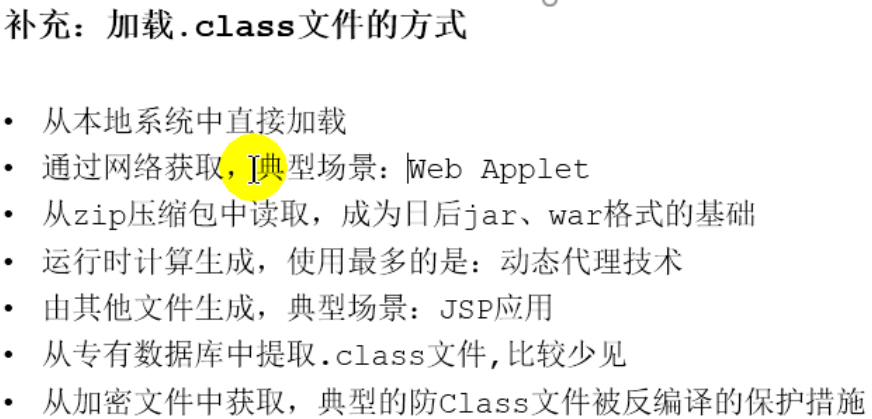 补充：加载.class文件的方式
• 从本地系统中直接加载
• 通过网络获取，典型场景：Web Applet
• 从zip压缩包中读取，成为日后jar、war格式的基础
• 运行时计算生成，使用最多的是：动态代理技术
• 由其他文件生成，典型场景：JSP应用
• 从专有数据库中提取.class文件,比较少见
• 从加密文件中获取，典型的防Class文件被反编译的保护措施